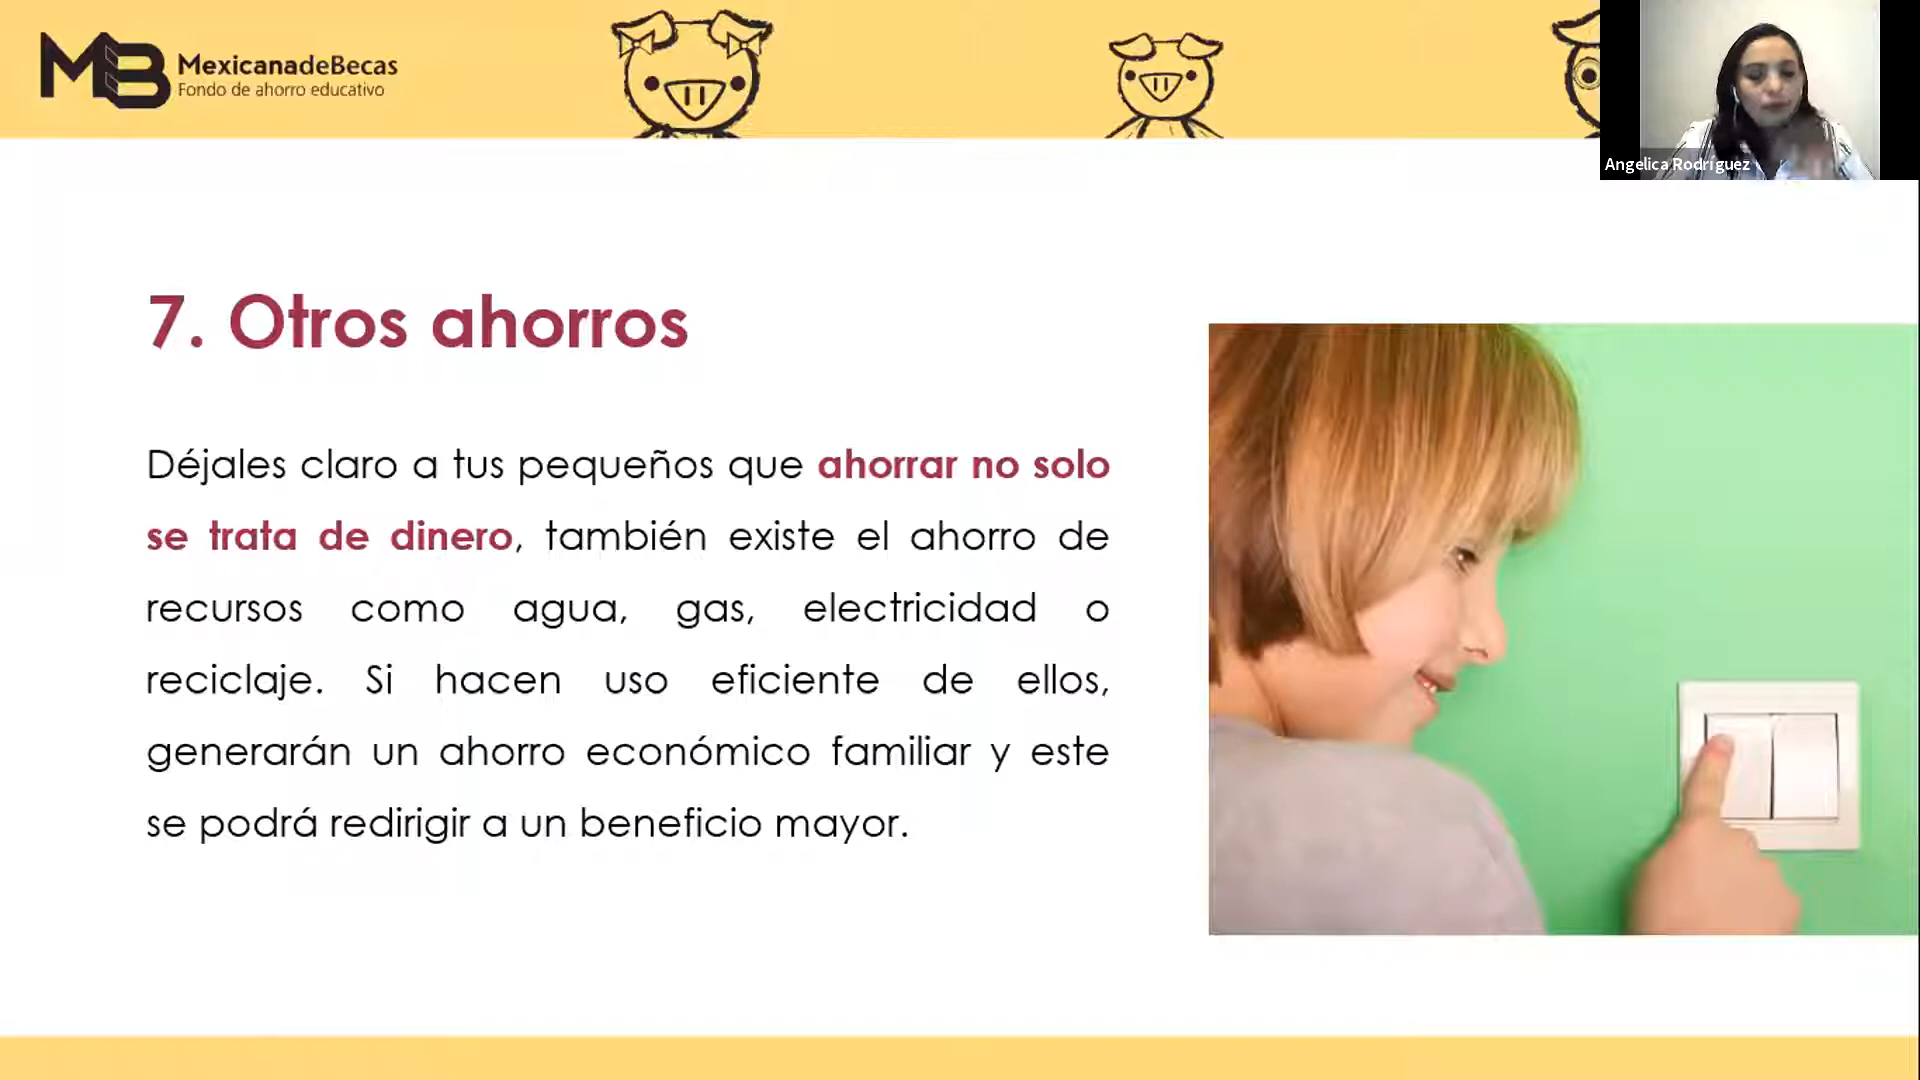 MB MexicanadeBecas
Fondo de ahorro educativo
Angelica Rodríguez
7. Otros ahorros
Déjales claro a tus pequeños que ahorrar no solo
se trata de dinero, también existe el ahorro de
recursos como agua, gas, electricidad o
reciclaje. Si hacen uso eficiente de ellos,
generarán un ahorro económico familiar y este
se podrá redirigir a un beneficio mayor.